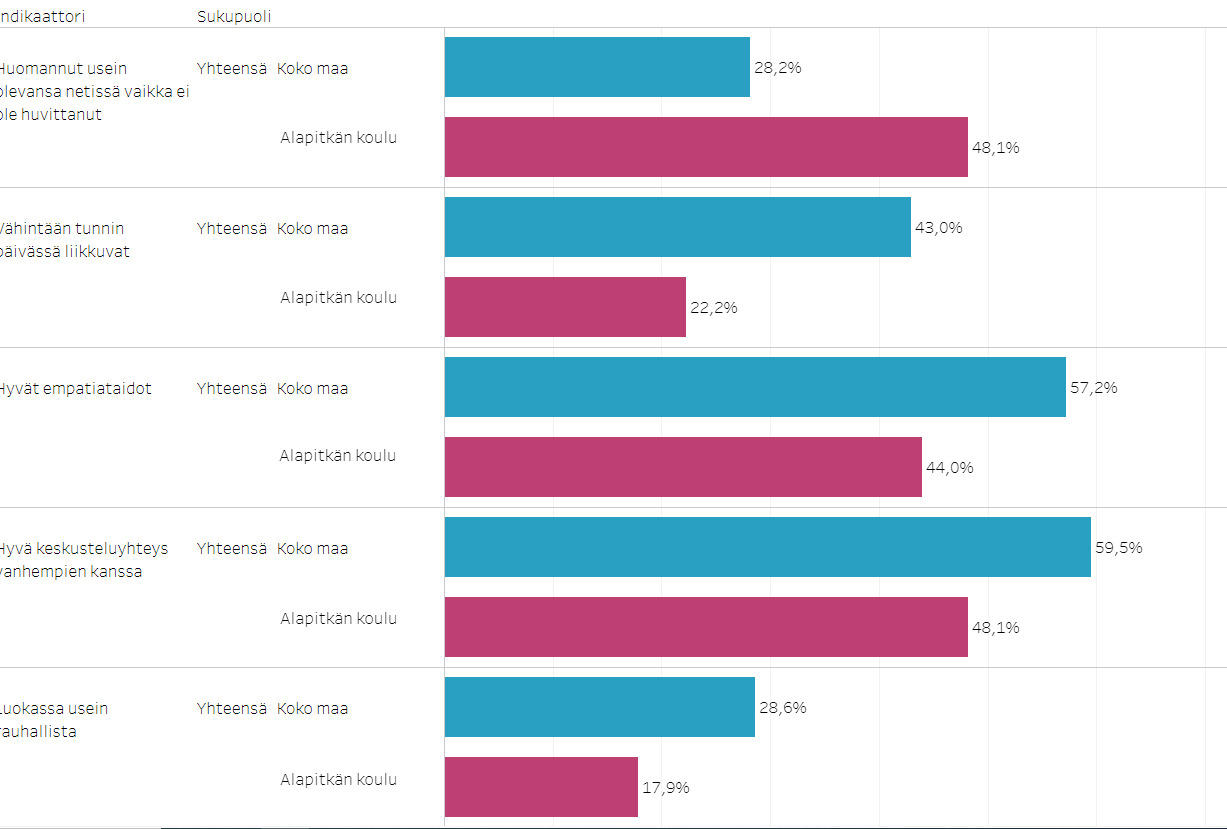 ndikaattori Sukupuoli
Huomannut usein Yhteensä Koko maa 28,2%
olevansa netissä vaikka ei
ole huvittanut
Alapitkän koulu 48,1%
Vähintään tunnin Yhteensä Koko maa 43,0%
päivässä liikkuvat
Alapitkän koulu 22,2%
Hyvät empatiataidot Yhteensä Koko maa 57,2%
Alapitkän koulu 44,0%
Hyvä keskusteluyhteys Yhteensä Koko maa 59,5%
vanhempien kanssa
Alapitkän koulu 48,1%
Luokassa usein Yhteensä Koko maa 28,6%
rauhallista
Alapitkän koulu 17,9%